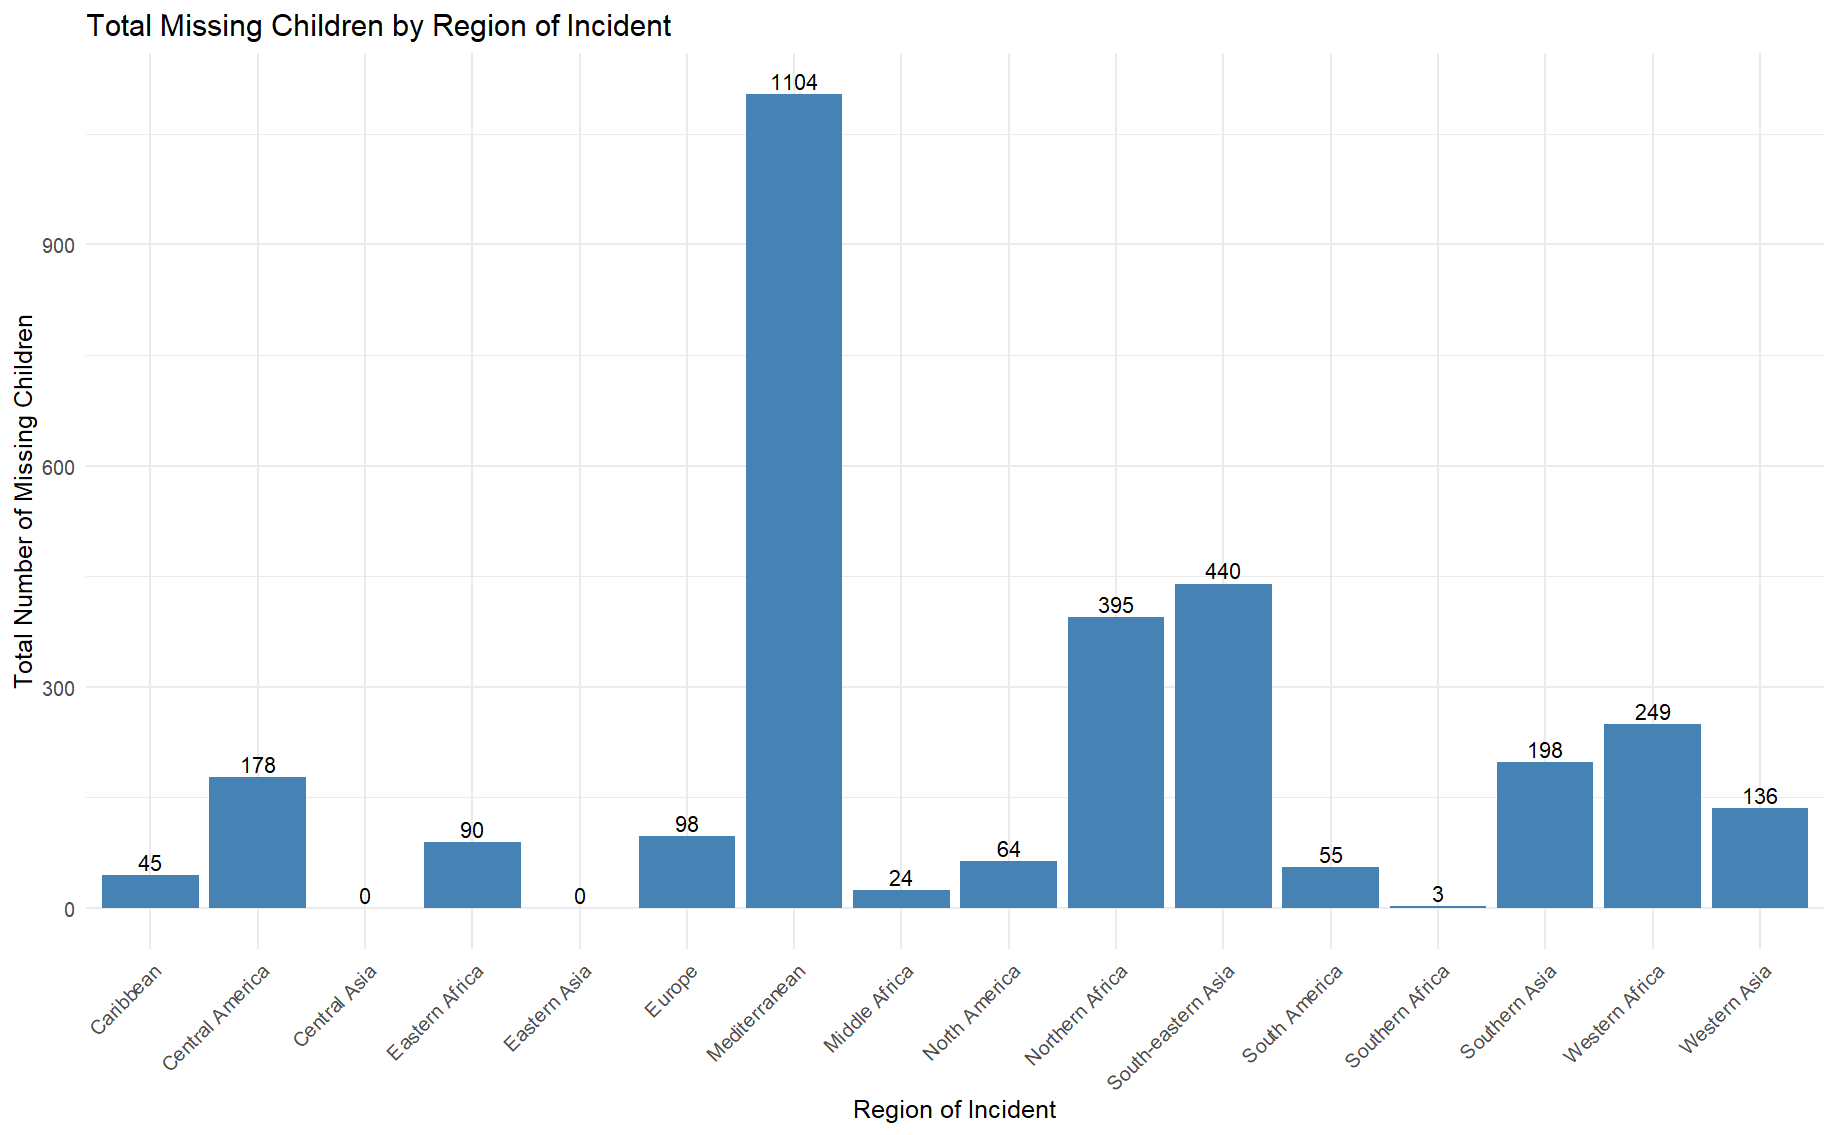 Total Missing Children by Region of Incident
Total Number of Missing Children
900
600
300
0
45
178
0
90
0
98
1104
24
64
395
440
55
3
198
249
136
Caribbean
Central America
Central Asia
Eastern Africa
Eastern Asia
Europe
Mediterranean
Middle Africa
North America
Northern Africa
South-eastern Asia
South America
Southern Africa
Southern Asia
Western Africa
Western Asia
Region of Incident